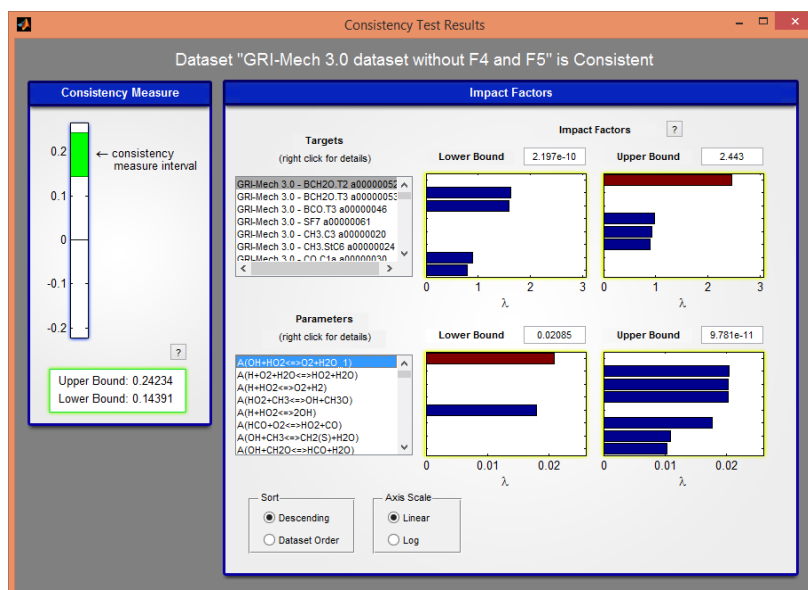 Consistency Test Results
Dataset "GRI-Mech 3.0 dataset without F4 and F5" is Consistent
Consistency Measure
0.2
0.1
0
-0.1
-0.2
← consistency
measure interval
?
Upper Bound: 0.24234
Lower Bound: 0.14391
Impact Factors
Impact Factors ?
Targets
(right click for details)
Lower Bound 2.197e-10
Upper Bound 2.443
GRI-Mech 3.0 - BCH2O.T2 a00000052
GRI-Mech 3.0 - BCH2O.T3 a00000053
GRI-Mech 3.0 - BCO.T3 a00000046
GRI-Mech 3.0 - SF7 a00000061
GRI-Mech 3.0 - CH3.C3 a00000020
GRI-Mech 3.0 - CH3.StC6 a00000024
GRI-Mech 3.0 - CO.C1a a00000030
0 1 2 3
λ
0 1 2 3
λ
Parameters
(right click for details)
Lower Bound 0.02085
Upper Bound 9.781e-11
A(OH+HO2<=>O2+H2O_1)
A(H+O2+H2O<=>HO2+H2O)
A(H+HO2<=>O2+H2)
A(HO2+CH3<=>OH+CH3O)
A(H+HO2<=>2OH)
A(HCO+O2<=>HO2+CO)
A(OH+CH3<=>CH2(S)+H2O)
A(OH+CH2O<=>HCO+H2O)
0 0.01 0.02
λ
0 0.01 0.02
λ
Sort
Descending
Dataset Order
Axis Scale
Linear
Log